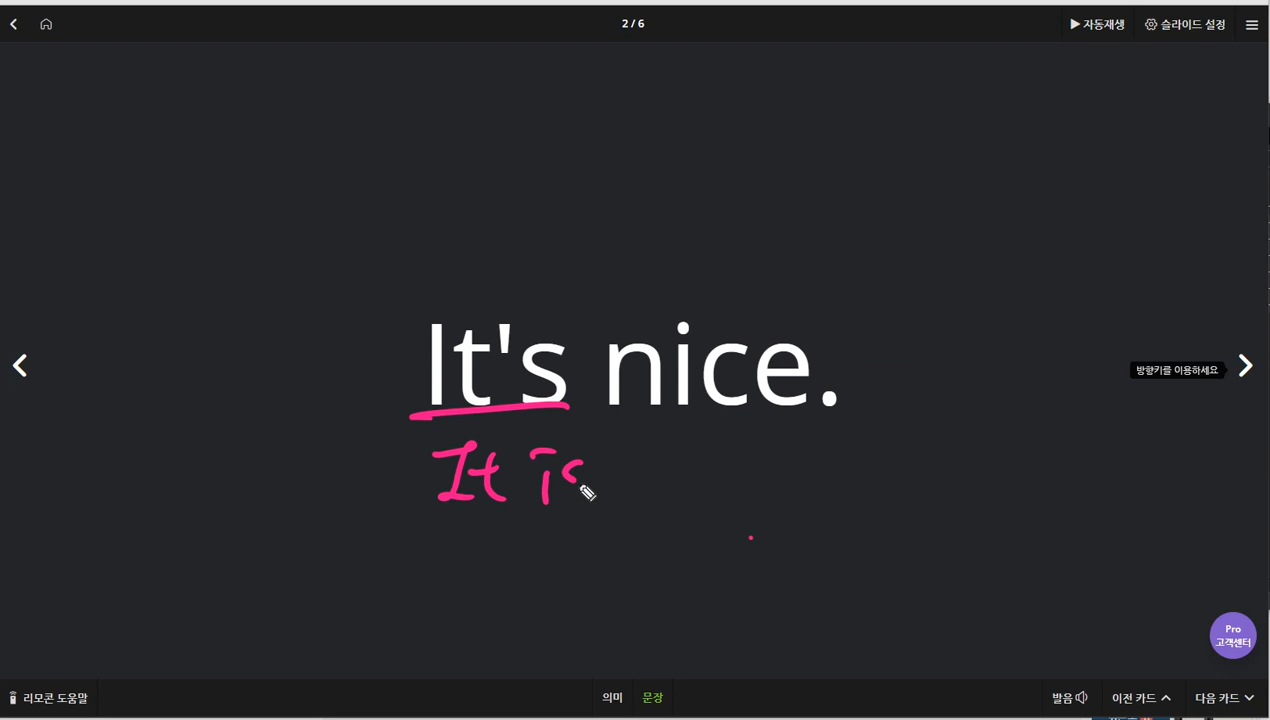 2 / 6
자동재생
슬라이드 설정
It's nice.
방향키를 이용하세요
It is
Pro
고객센터
리모콘 도움말
의미
문장
발음
이전 카드
다음 카드